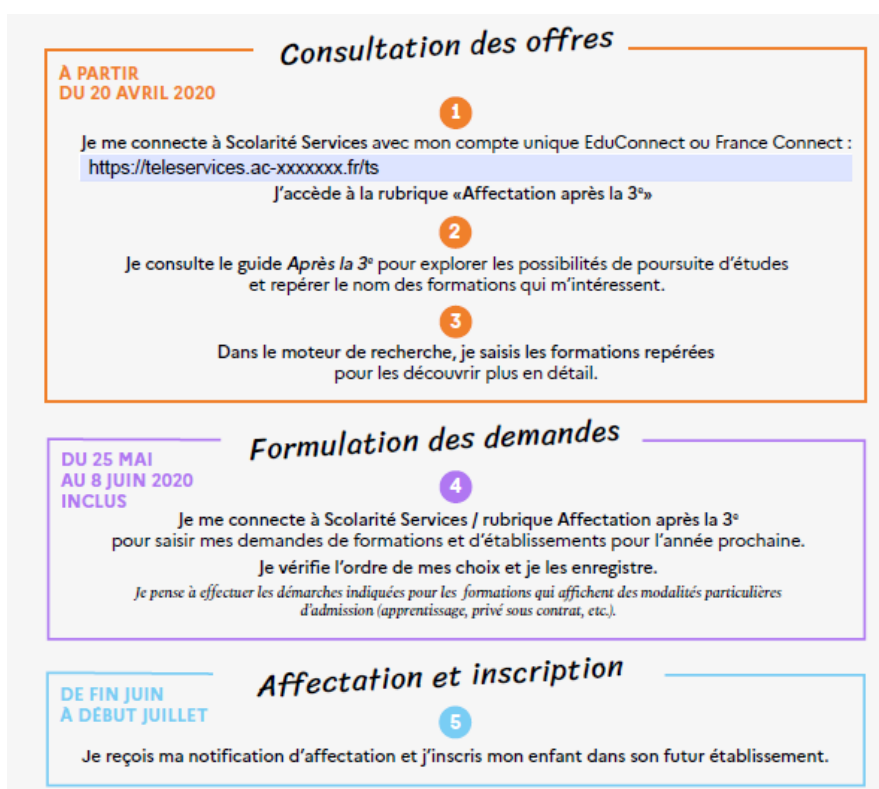 Consultation des offres
À PARTIR
DU 20 AVRIL 2020
1
Je me connecte à Scolarité Services avec mon compte unique EduConnect ou France Connect :
https://teleservices.ac-xxxxxxx.fr/ts
J'accède à la rubrique «Affectation après la 3e»
2
Je consulte le guide Après la 3e pour explorer les possibilités de poursuite d'études
et repérer le nom des formations qui m'intéressent.
3
Dans le moteur de recherche, je saisis les formations repérées
pour les découvrir plus en détail.
Formulation des demandes
DU 25 MAI
AU 8 JUIN 2020
INCLUS
4
Je me connecte à Scolarité Services / rubrique Affectation après la 3e
pour saisir mes demandes de formations et d'établissements pour l'année prochaine.
Je vérifie l'ordre de mes choix et je les enregistre.
Je pense à effectuer les démarches indiquées pour les formations qui affichent des modalités particulières
d'admission (apprentissage, privé sous contrat, etc.).
Affectation et inscription
DE FIN JUIN
À DÉBUT JUILLET
5
Je reçois ma notification d'affectation et j'inscris mon enfant dans son futur établissement.